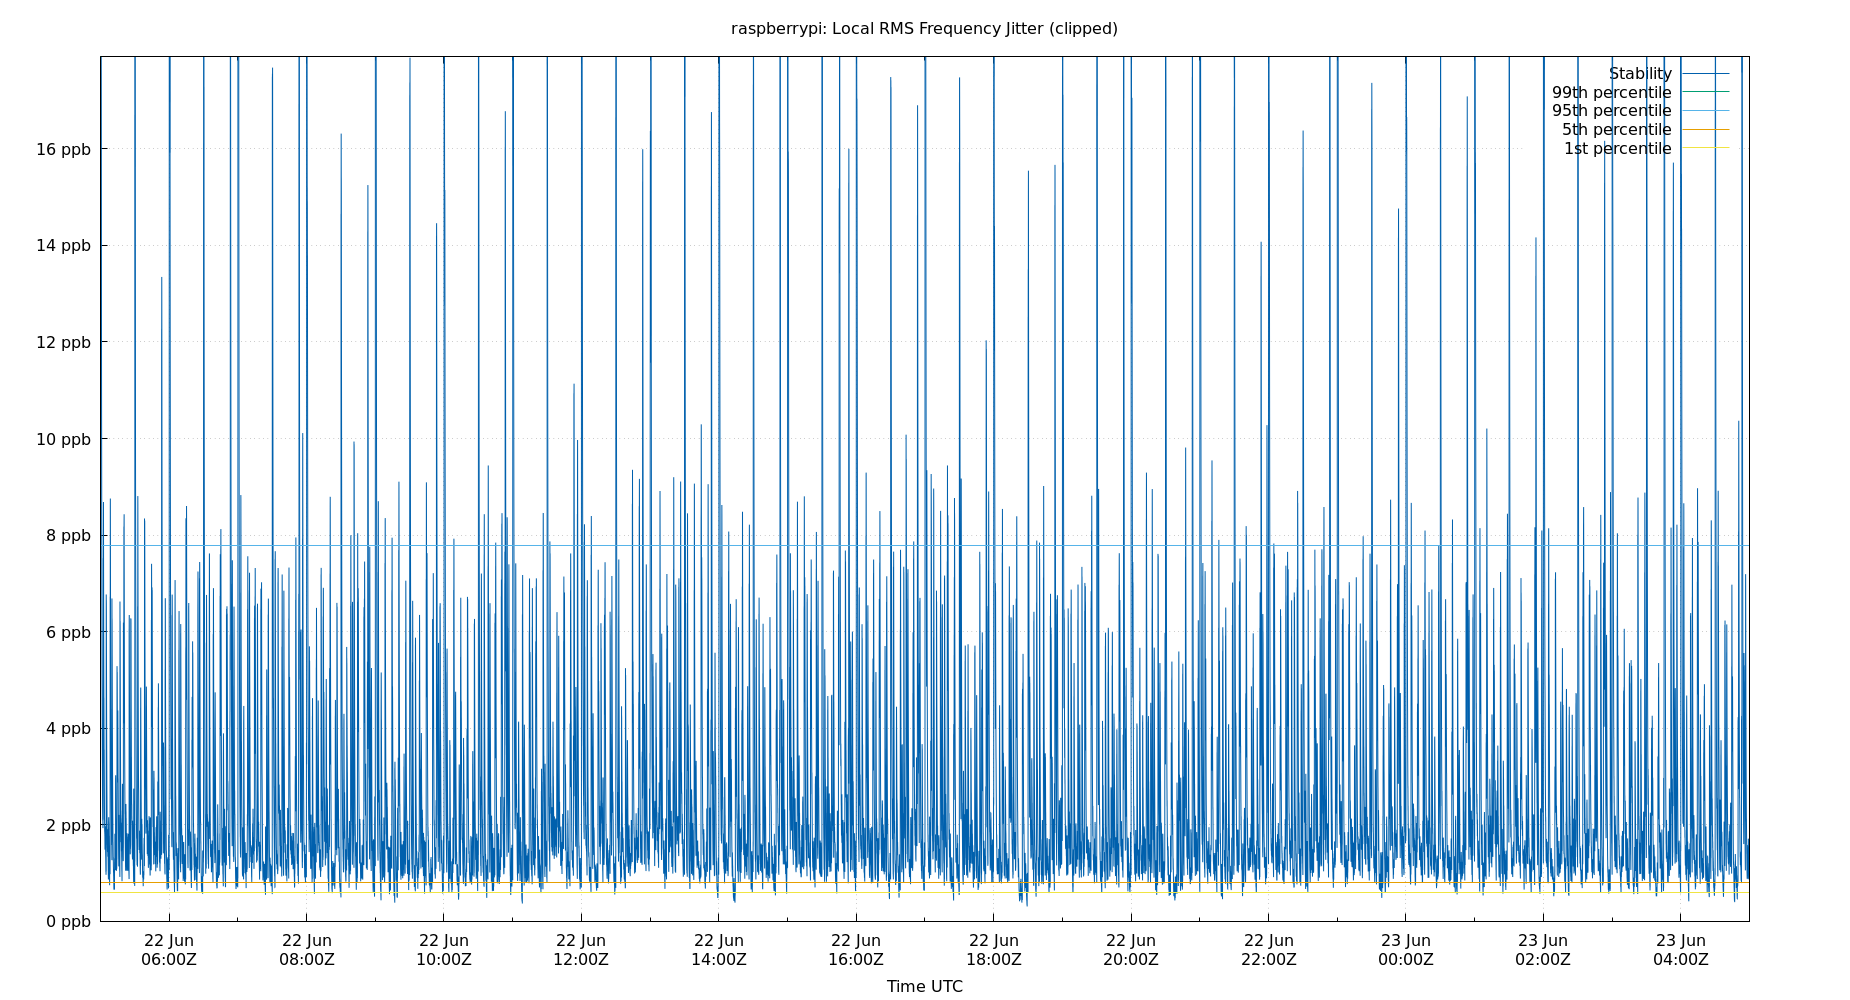 raspberrypi: Local RMS Frequency Jitter (clipped)
Stability
99th percentile
95th percentile
5th percentile
1st percentile
16 ppb
14 ppb
12 ppb
10 ppb
8 ppb
6 ppb
4 ppb
2 ppb
0 ppb
22 Jun 22 Jun 22 Jun 22 Jun 22 Jun 22 Jun 22 Jun 22 Jun 22 Jun 23 Jun 23 Jun 23 Jun
06:00Z 08:00Z 10:00Z 12:00Z 14:00Z 16:00Z 18:00Z 20:00Z 22:00Z 00:00Z 02:00Z 04:00Z
Time UTC